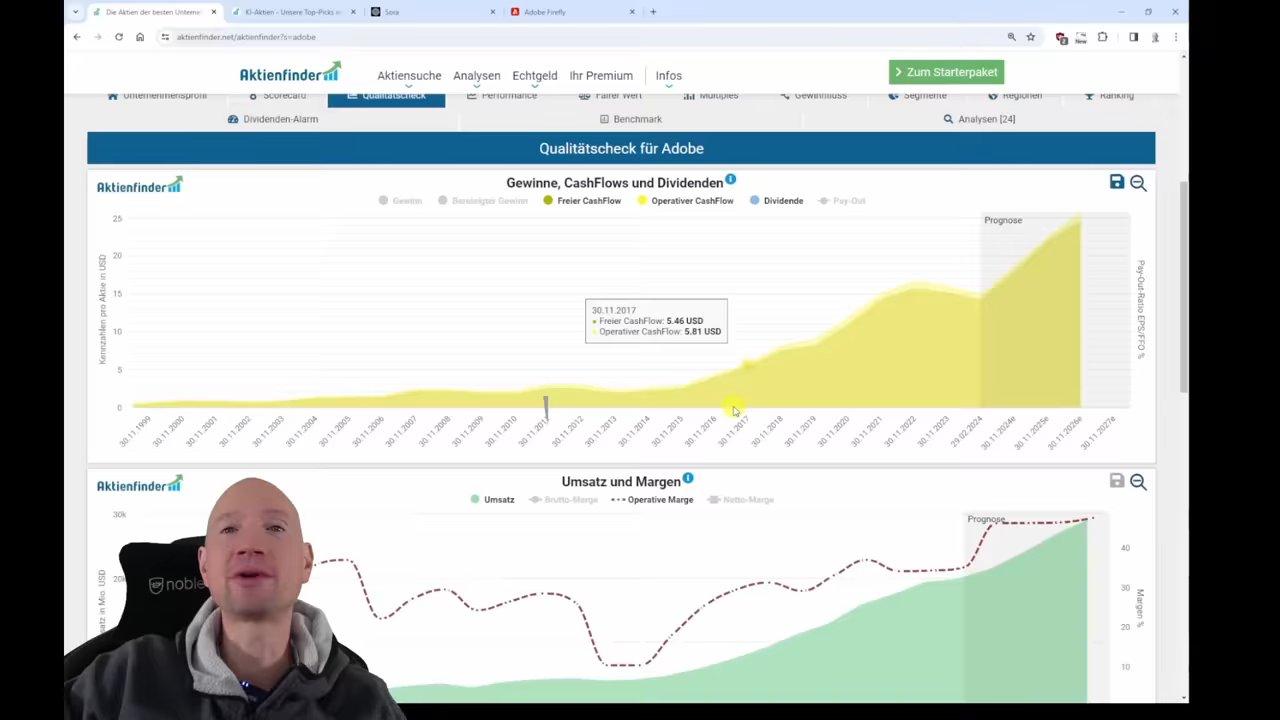 Die Aktien der besten Unterne
KI-Aktien - Unsere Top-Picks
Sora
Adobe Firefly
aktienfinder.net/aktienfinder?s=adobe
New
Aktienfinder
Aktiensuche
Analysen
Echtgeld
Ihr Premium
Infos
Zum Starterpaket
Unternehmensprofil
Scorecard
Qualitätscheck
Performance
Fairer Wert
Multiples
Gewinnfluss
Segmente
Regionen
Ranking
Dividenden-Alarm
Benchmark
Analysen [24]
Qualitätscheck für Adobe
Aktienfinder
Gewinne, CashFlows und Dividenden
Gewinn
Bereinigter Gewinn
Freier CashFlow
Operativer CashFlow
Dividende
Pay-Out
Kennzahlen pro Aktie in USD
25
20
15
10
5
0
Prognose
30.11.2017
Freier CashFlow: 5.46 USD
Operativer CashFlow: 5.81 USD
Pay-Out-Ratio EPS/FFO %
30.11.1999
30.11.2000
30.11.2001
30.11.2002
30.11.2003
30.11.2004
30.11.2005
30.11.2006
30.11.2007
30.11.2008
30.11.2009
30.11.2010
30.11.2011
30.11.2012
30.11.2013
30.11.2014
30.11.2015
30.11.2016
30.11.2017
30.11.2018
30.11.2019
30.11.2020
30.11.2021
30.11.2022
30.11.2023
29.02.2024
30.11.2024e
30.11.2025e
30.11.2026e
30.11.2027e
Aktienfinder
Umsatz und Margen
Umsatz
Brutto-Marge
Operative Marge
Netto-Marge
30k
20k
satz in Mio. USD
Prognose
40
30
20
10
Margen %
noble